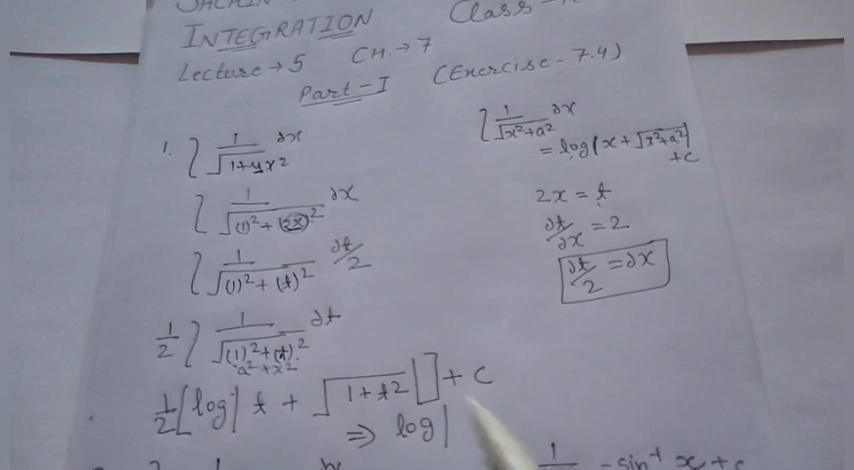 INTEGRATION Class-
Lecture → 5 CH → 7
Part-I (Exercise-7.4)
1. ∫ 1/√(1+4x²) dx
∫ 1/√((1)²+(2x)²) dx
∫ 1/√((1)²+(t)²) dt/2
1/2 ∫ 1/√((1)²+(t)²) dt
a²+x²
1/2 [log| t + √(1+t²) |] + c
⇒ log|
∫ 1/√(x²+a²) dx
= log|x+√(x²+a²)|
+c
2x = t
dt/dx = 2
dt/2 = dx
- sin⁻¹ x + c